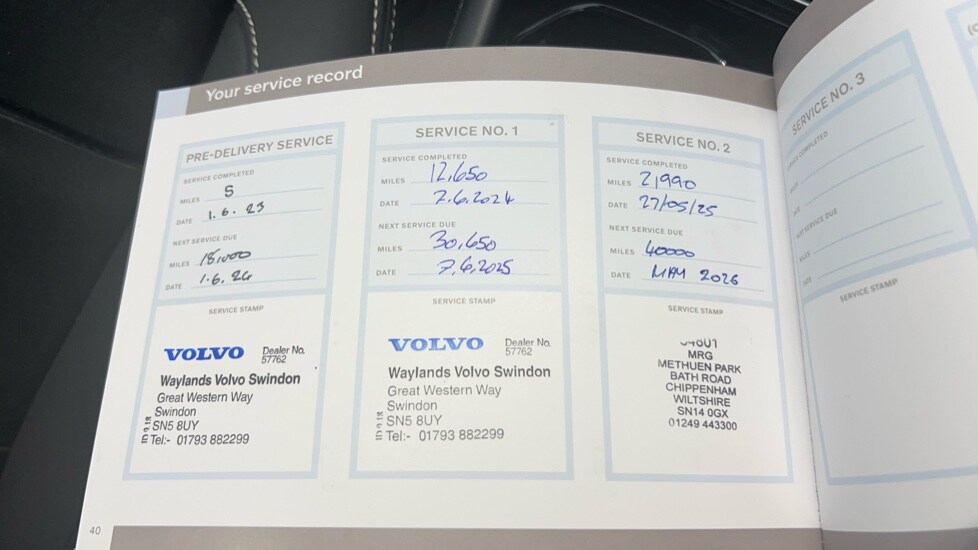 Your service record
PRE-DELIVERY SERVICE
SERVICE COMPLETED
MILES 5
DATE 1.6.23
NEXT SERVICE DUE
MILES 18,000
DATE 1.6.24
SERVICE STAMP
VOLVO Dealer No.
57762
Waylands Volvo Swindon
Great Western Way
Swindon
SN5 8UY
Tel:- 01793 882299
SERVICE NO. 1
SERVICE COMPLETED
MILES 12,650
DATE 7.6.2024
NEXT SERVICE DUE
MILES 30,650
DATE 7.6.2025
SERVICE STAMP
VOLVO Dealer No.
57762
Waylands Volvo Swindon
Great Western Way
Swindon
SN5 8UY
Tel:- 01793 882299
SERVICE NO. 2
SERVICE COMPLETED
MILES 21990
DATE 27/05/25
NEXT SERVICE DUE
MILES 40000
DATE MAY 2026
SERVICE STAMP
MRG
METHUEN PARK
BATH ROAD
CHIPPENHAM
WILTSHIRE
SN14 0GX
01249 443300
SERVICE NO. 3
COMPLETED
DUE
SERVICE STAMP
40